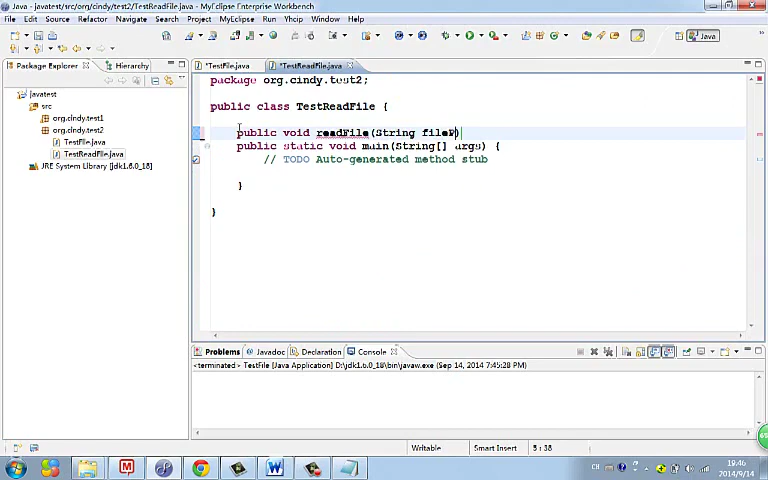 Java - javatest/src/org/cindy/test2/TestReadFile.java - MyEclipse Enterprise Workbench
File Edit Source Refactor Navigate Search Project MyEclipse Run Yichip Window Help
Java
Package Explorer Hierarchy
*TestFile.java *TestReadFile.java
javatest
src
org.cindy.test1
org.cindy.test2
TestFile.java
TestReadFile.java
JRE System Library [jdk1.6.0_18]
package org.cindy.test2;
public class TestReadFile {
public void readFile(String fileP)
public static void main(String[] args) {
// TODO Auto-generated method stub
}
}
Problems Javadoc Declaration Console
<terminated> TestFile [Java Application] D:\jdk1.6.0_18\bin\javaw.exe (Sep 14, 2014 7:45:28 PM)
Writable Smart Insert 5 : 38
CH 19:46
2014/9/14